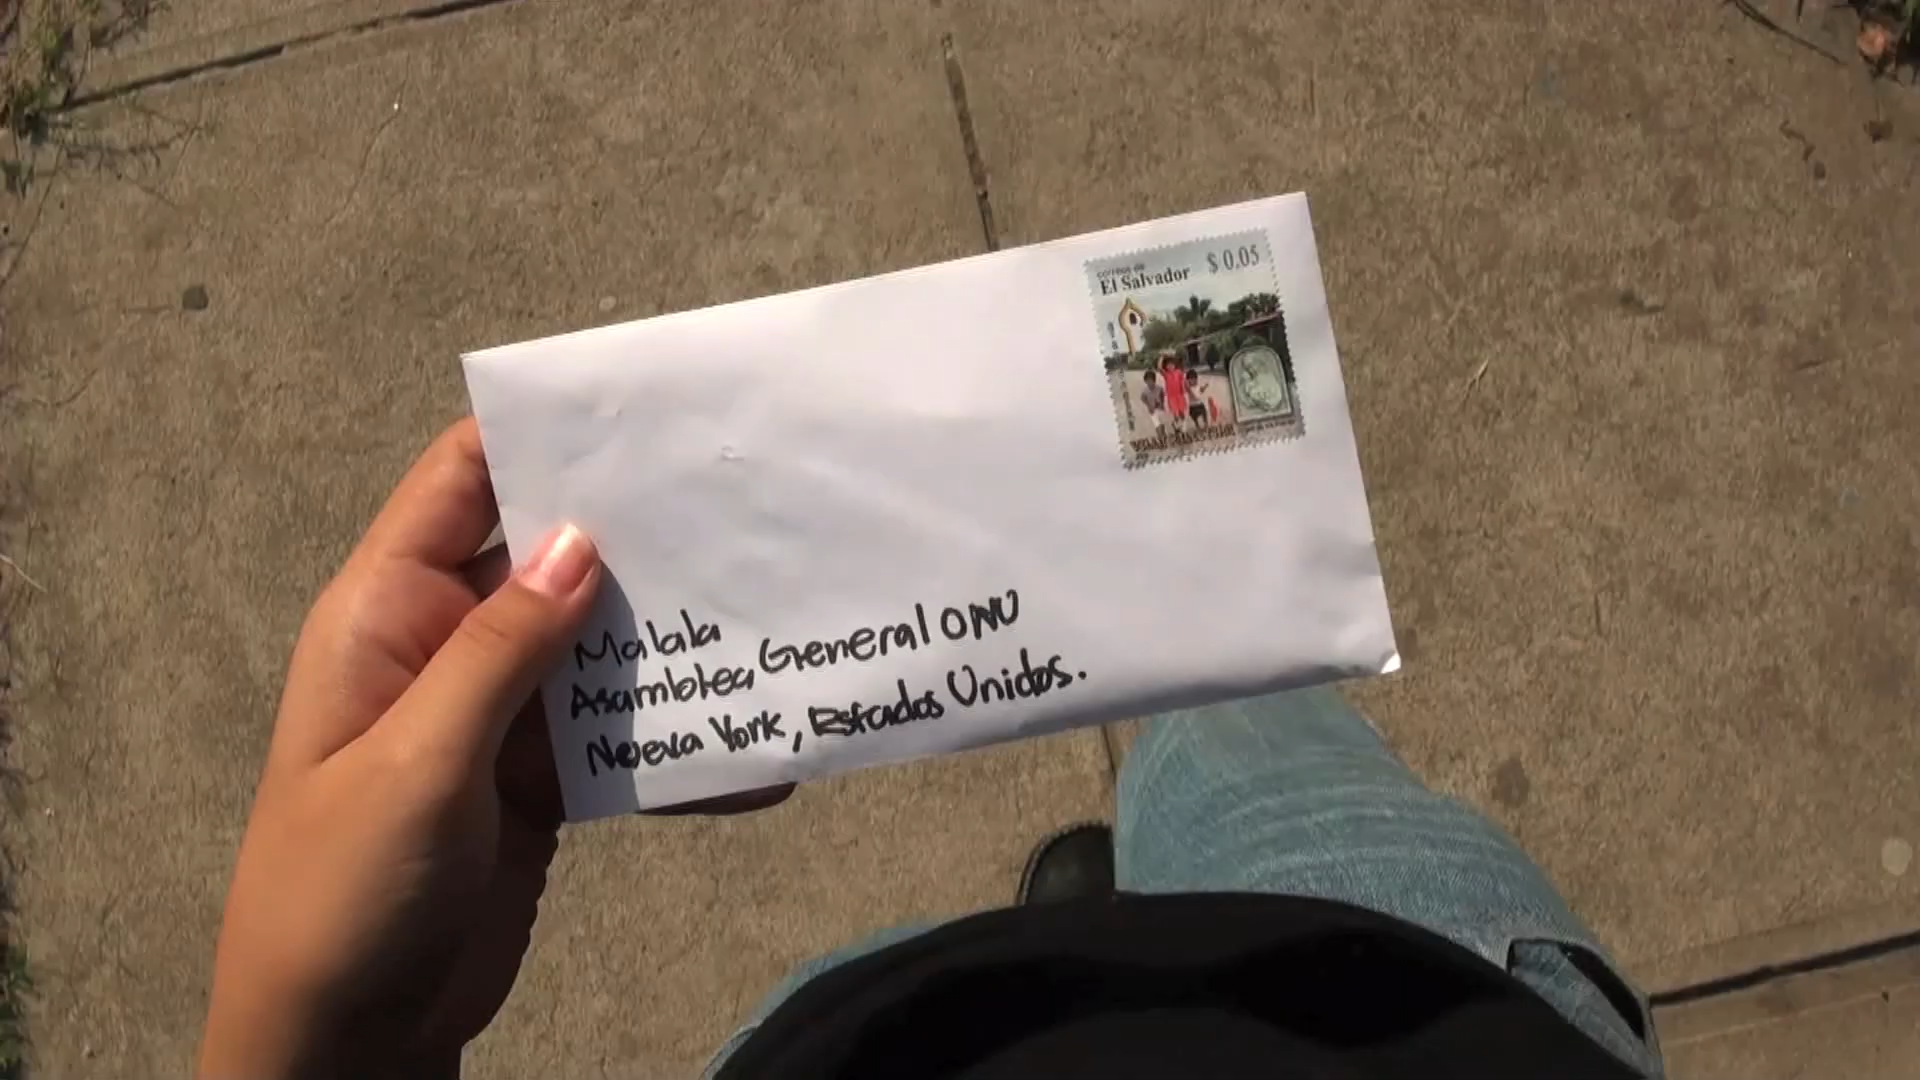 correos de
El Salvador
$ 0,05
Malala
Asamblea General ONU
Nueva York, Estados Unidos.